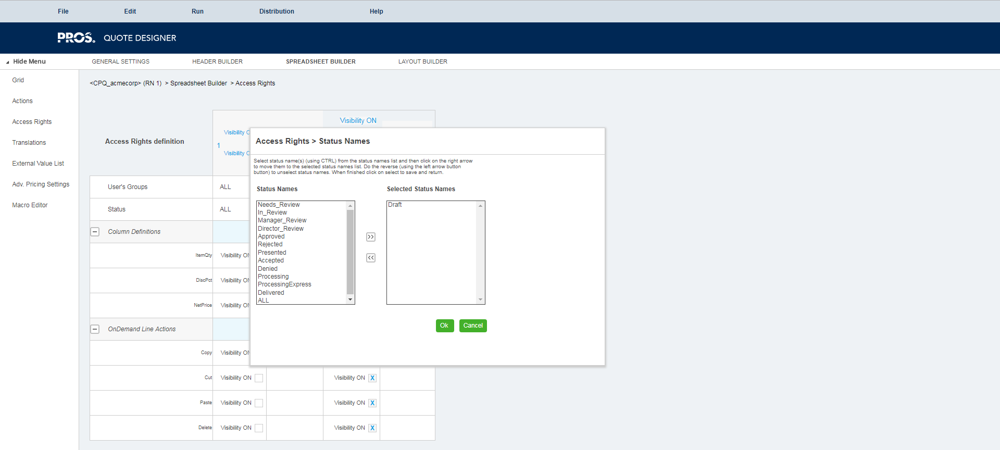 File Edit Run Distribution Help
PROS. QUOTE DESIGNER
Hide Menu GENERAL SETTINGS HEADER BUILDER SPREADSHEET BUILDER LAYOUT BUILDER
Grid
Actions
Access Rights
Translations
External Value List
Adv. Pricing Settings
Macro Editor
<CPQ_acmecorp> (RN 1) > Spreadsheet Builder > Access Rights
Visibility ON
Access Rights definition
1
Visibility
Visibility
User's Groups ALL
Status ALL
Column Definitions
ItemQty Visibility ON
DiscPct Visibility ON
NetPrice Visibility ON
OnDemand Line Actions
Copy Visibility ON
Cut Visibility ON Visibility ON X
Paste Visibility ON Visibility ON X
Delete Visibility ON Visibility ON X
Access Rights > Status Names
Select status name(s) (using CTRL) from the status names list and then click on the right arrow
to move them to the selected status names list. Do the reverse (using the left arrow button
button) to unselect status names. When finished click on select to save and return.
Status Names
Needs_Review
In_Review
Manager_Review
Director_Review
Approved
Rejected
Presented
Accepted
Denied
Processing
ProcessingExpress
Delivered
ALL
>>
<<
Selected Status Names
Draft
Ok Cancel